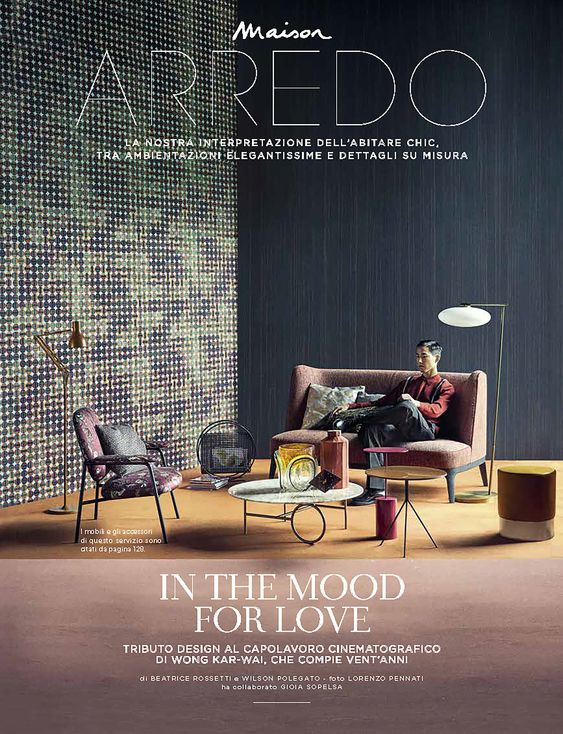 Maison
ARREDO
LA NOSTRA INTERPRETAZIONE DELL'ABITARE CHIC,
TRA AMBIENTAZIONI ELEGANTISSIME E DETTAGLI SU MISURA
I mobili e gli accessori
di questo servizio sono
citati da pagina 128.
IN THE MOOD
FOR LOVE
TRIBUTO DESIGN AL CAPOLAVORO CINEMATOGRAFICO
DI WONG KAR-WAI, CHE COMPIE VENT'ANNI
di BEATRICE ROSSETTI e WILSON POLEGATO - foto LORENZO PENNATI
ha collaborato GIOIA SOPELSA